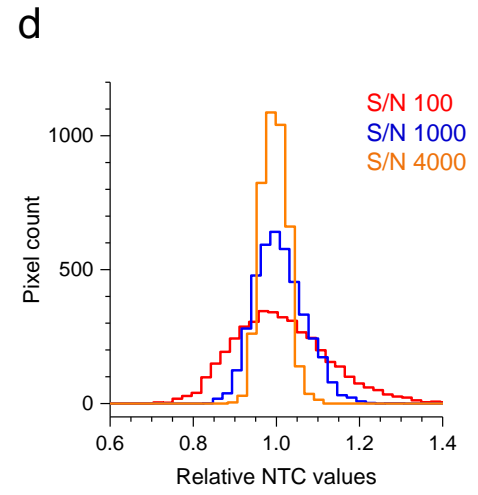 d
S/N 100
S/N 1000
S/N 4000
1000
500
0
Pixel count
0.6 0.8 1.0 1.2 1.4
Relative NTC values